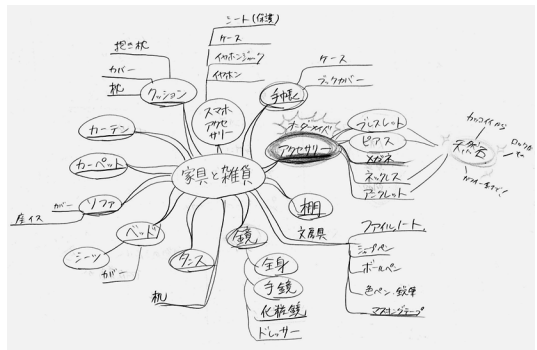 シート(保護)
ケース
イヤホンジャック
イヤホン
スマホ
アクセ
サリー
抱き枕
カバー
枕
クッション
カーテン
カーペット
カバー
ソファ
座イス
ベッド
シーツ
カバー
タンス
机
家具と雑貨
手帳
ケース
ブックカバー
オーダーメイド
アクセサリー
ブレスレット
ピアス
メガネ
ネックレス
アンクレット
天然石
棚
文房具
ファイル、ノート
シャープペン
ボールペン
色ペン・鉛筆
マスキングテープ
鏡
全身
手鏡
化粧鏡
ドレッサー